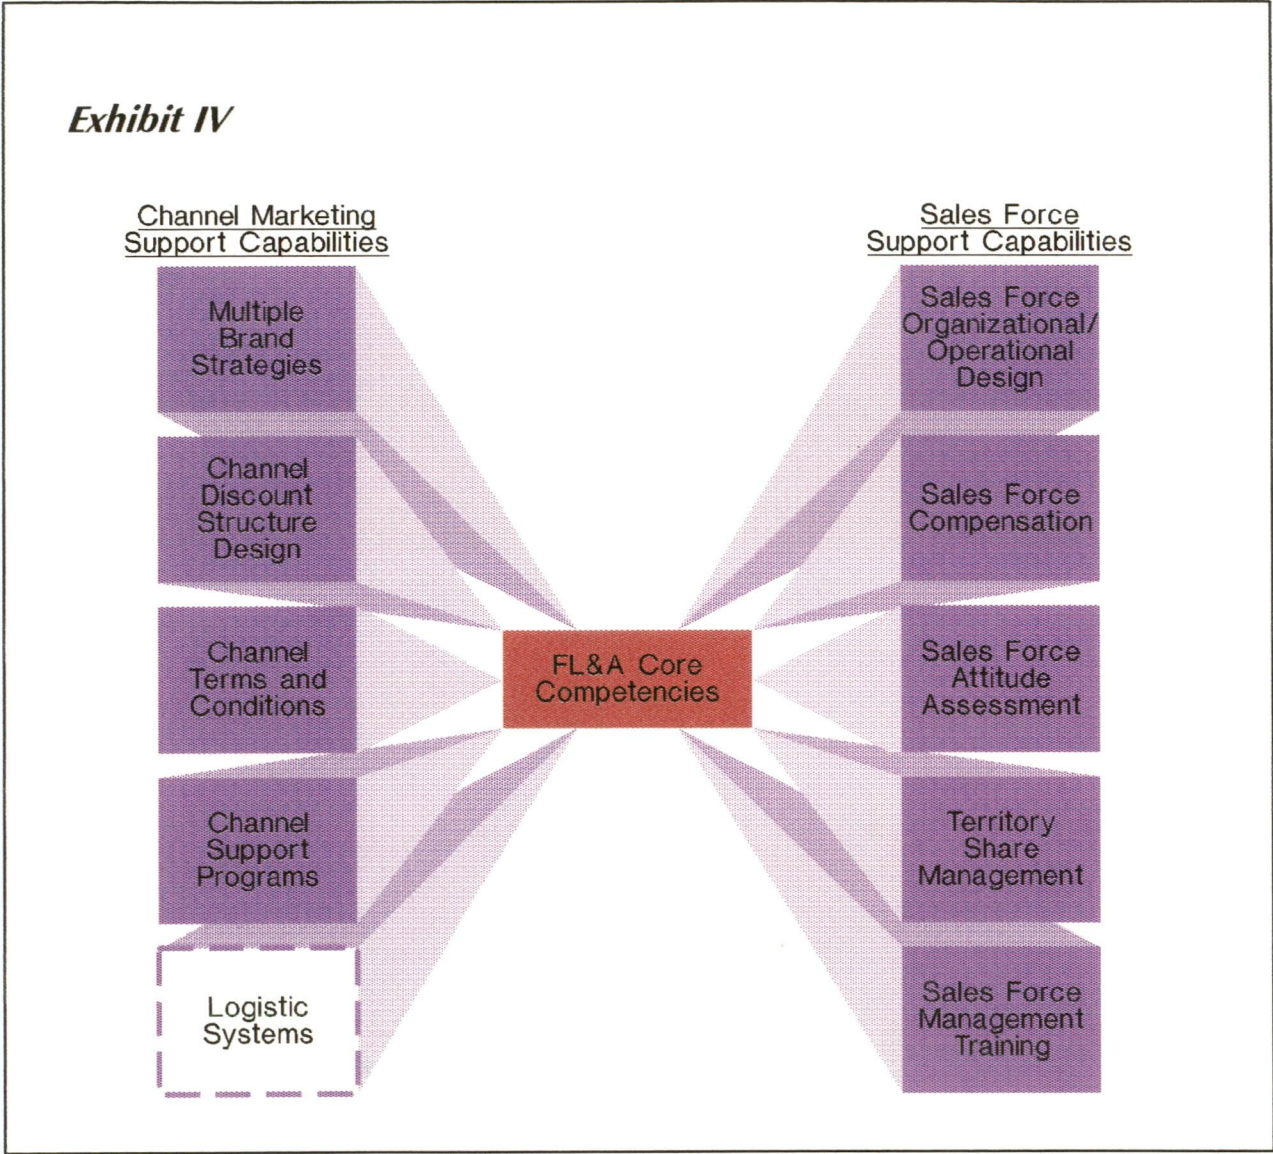 Exhibit IV
Channel Marketing
Support Capabilities
Multiple
Brand
Strategies
Channel
Discount
Structure
Design
Channel
Terms and
Conditions
Channel
Support
Programs
Logistic
Systems
FL&A Core
Competencies
Sales Force
Support Capabilities
Sales Force
Organizational/
Operational
Design
Sales Force
Compensation
Sales Force
Attitude
Assessment
Territory
Share
Management
Sales Force
Management
Training